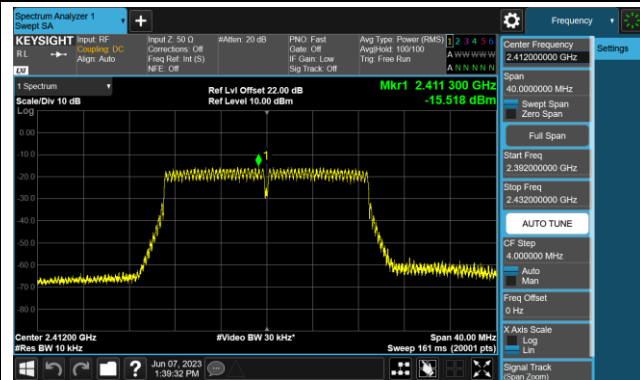 Spectrum Analyzer 1
Swept SA
Frequency
KEYSIGHT
RL
LXI
Input: RF
Coupling: DC
Align: Auto
Input Z: 50 Ω
Corrections: Off
Freq Ref: Int (S)
NFE: Off
#Atten: 20 dB
PNO: Fast
Gate: Off
IF Gain: Low
Sig Track: Off
Avg Type: Power (RMS)
Avg|Hold: 100/100
Trig: Free Run
1 2 3 4 5 6
A W W W W W
A N N N N N
1 Spectrum
Scale/Div 10 dB
Log
Ref Lvl Offset 22.00 dB
Ref Level 10.00 dBm
Mkr1 2.411 300 GHz
-15.518 dBm
0.00
-10.0
-20.0
-30.0
-40.0
-50.0
-60.0
-70.0
-80.0
1
Center 2.41200 GHz
#Res BW 10 kHz
#Video BW 30 kHz*
Span 40.00 MHz
Sweep 161 ms (20001 pts)
Jun 07, 2023
1:39:32 PM
Center Frequency
2.412000000 GHz
Settings
Span
40.0000000 MHz
Swept Span
Zero Span
Full Span
Start Freq
2.392000000 GHz
Stop Freq
2.432000000 GHz
AUTO TUNE
CF Step
4.000000 MHz
Auto
Man
Freq Offset
0 Hz
X Axis Scale
Log
Lin
Signal Track
(Span Zoom)